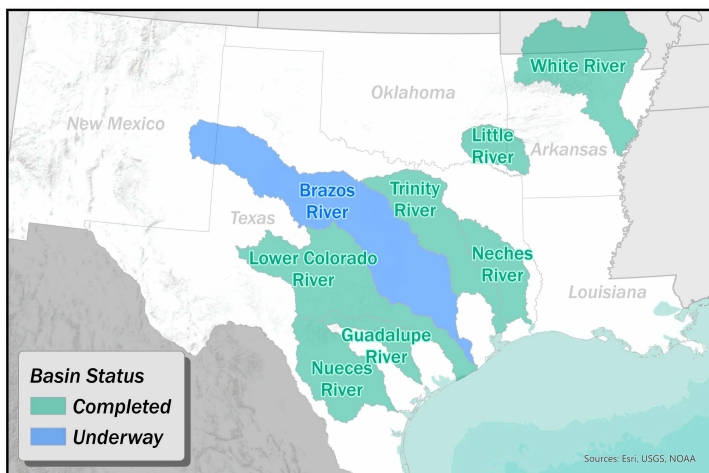 White River
Oklahoma
New Mexico
Little
River
Arkansas
Brazos
River
Trinity
River
Texas
Lower Colorado
River
Neches
River
Louisiana
Guadalupe
River
Nueces
River
Basin Status
Completed
Underway
Sources: Esri, USGS, NOAA